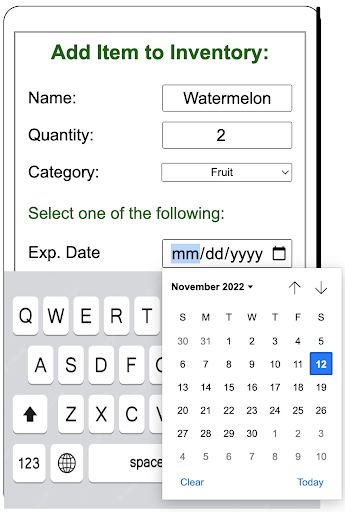 Add Item to Inventory:
Name: Watermelon
Quantity: 2
Category: Fruit
Select one of the following:
Exp. Date mm/dd/yyyy
November 2022
S M T W T F S
30 31 1 2 3 4 5
6 7 8 9 10 11 12
13 14 15 16 17 18 19
20 21 22 23 24 25 26
27 28 29 30 1 2 3
4 5 6 7 8 9 10
Clear Today
Q W E R T
A S D F
Z X C
123 space